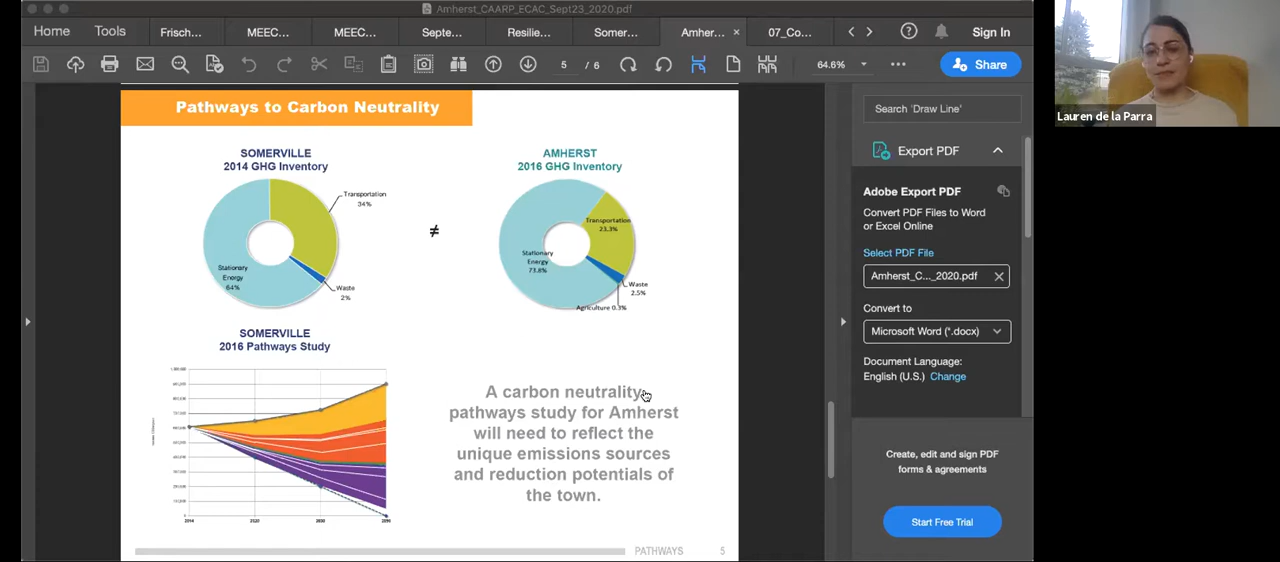 Amherst_CAARP_ECAC_Sept23_2020.pdf
Home
Tools
Frisch...
MEEC...
MEEC...
Septe...
Resilie...
Somer...
Amher...
07_Co...
Sign In
5 / 6
64.6%
Share
Pathways to Carbon Neutrality
SOMERVILLE
2014 GHG Inventory
Transportation
34%
Stationary
Energy
64%
Waste
2%
≠
AMHERST
2016 GHG Inventory
Transportation
23.3%
Stationary
Energy
73.8%
Waste
2.5%
Agriculture 0.3%
SOMERVILLE
2016 Pathways Study
2014
2020
A carbon neutrality
pathways study for Amherst
will need to reflect the
unique emissions sources
and reduction potentials of
the town.
PATHWAYS 5
Search 'Draw Line'
Export PDF
Adobe Export PDF
Convert PDF Files to Word
or Excel Online
Select PDF File
Amherst_C..._2020.pdf
Convert to
Microsoft Word (*.docx)
Document Language:
English (U.S.) Change
Create, edit and sign PDF
forms & agreements
Start Free Trial
Lauren de la Parra